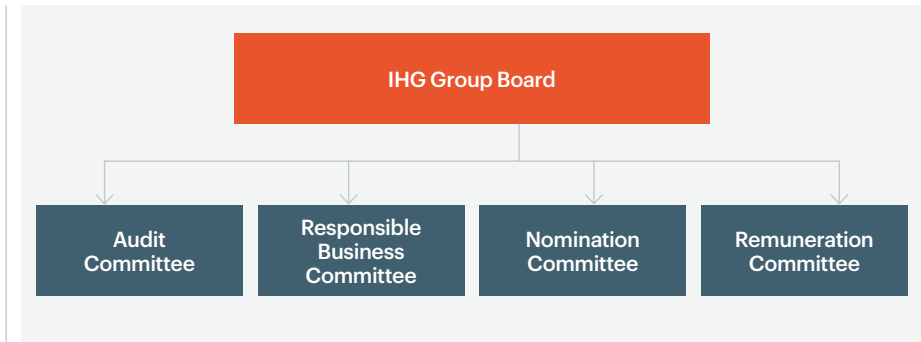 IHG Group Board
Audit
Committee
Responsible
Business
Committee
Nomination
Committee
Remuneration
Committee